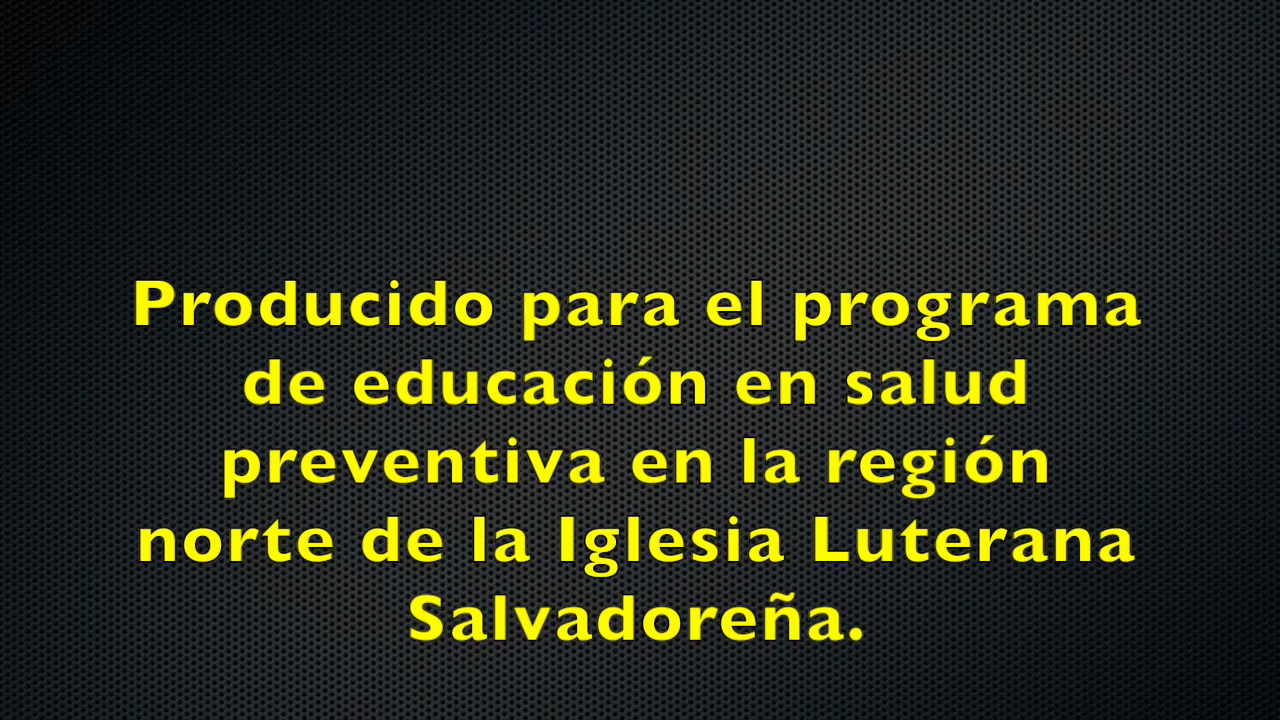 Producido para el programa
de educación en salud
preventiva en la región
norte de la Iglesia Luterana
Salvadoreña.